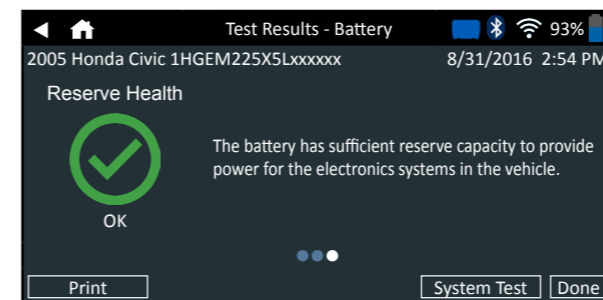 Test Results - Battery 93%
2005 Honda Civic 1HGEM225X5Lxxxxxx 8/31/2016 2:54 PM
Reserve Health
The battery has sufficient reserve capacity to provide
power for the electronics systems in the vehicle.
OK
Print System Test Done